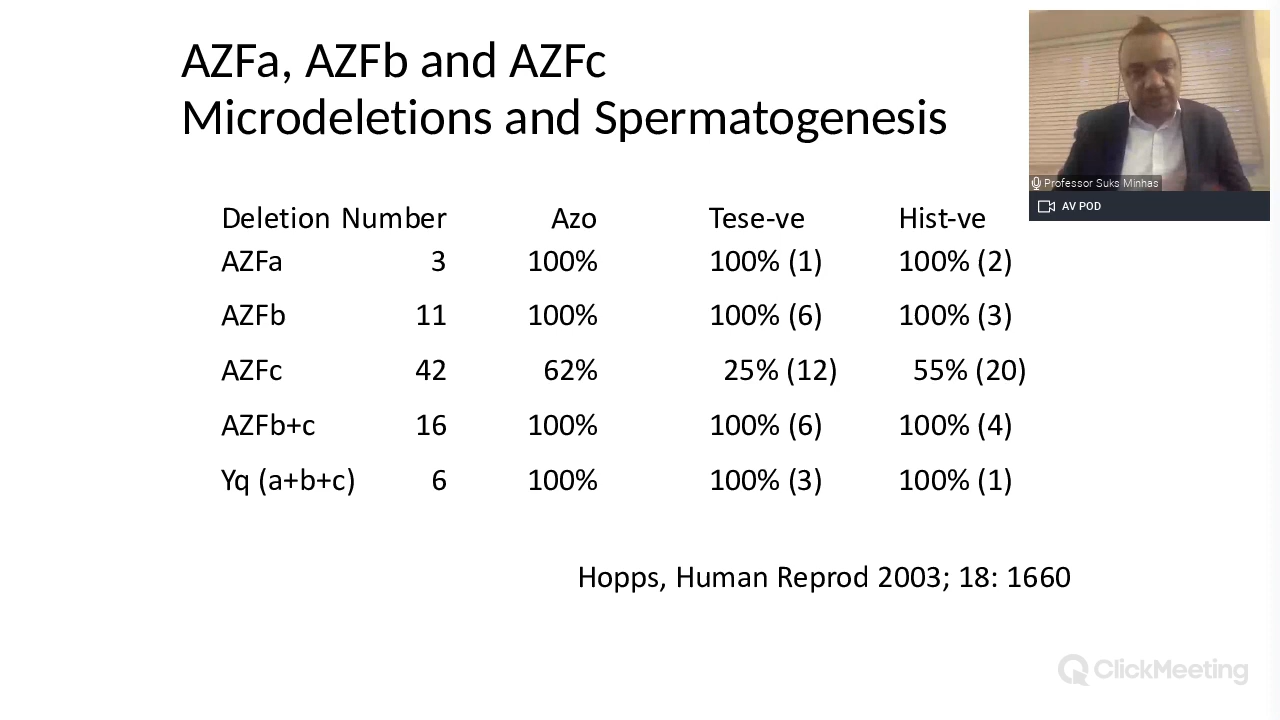 AZFa, AZFb and AZFc
Microdeletions and Spermatogenesis
Professor Suks Minhas
AV POD
Deletion Number Azo Tese-ve Hist-ve
AZFa 3 100% 100% (1) 100% (2)
AZFb 11 100% 100% (6) 100% (3)
AZFc 42 62% 25% (12) 55% (20)
AZFb+c 16 100% 100% (6) 100% (4)
Yq (a+b+c) 6 100% 100% (3) 100% (1)
Hopps, Human Reprod 2003; 18: 1660
ClickMeeting